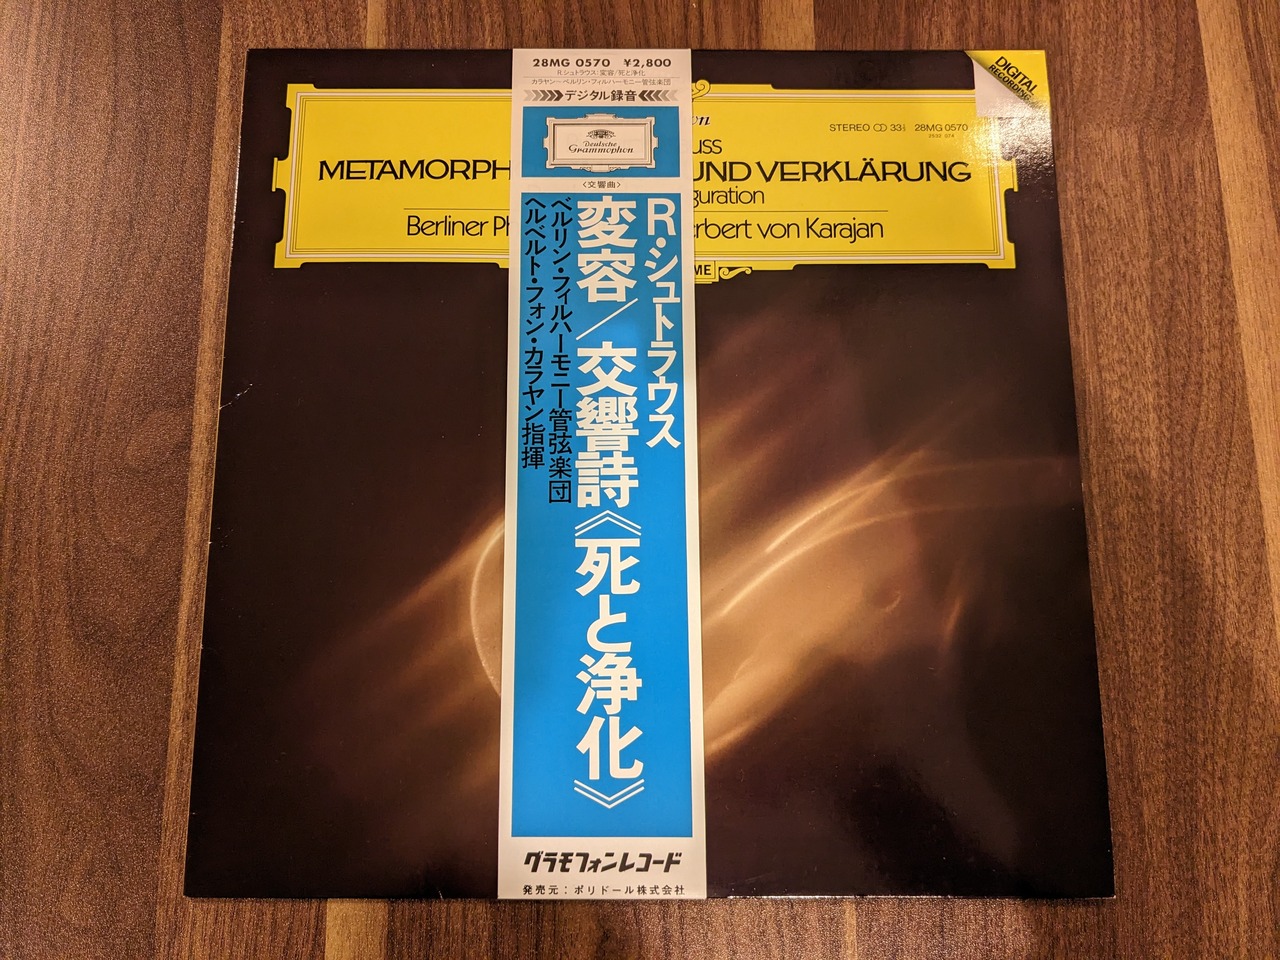 28MG 0570 ¥2,800
R.シュトラウス:変容/死と浄化
カラヤン〜ベルリン・フィルハーモニー管弦楽団
デジタル録音
Deutsche
Grammophon
〈交響曲〉
R・シュトラウス
変容/交響詩《死と浄化》
ベルリン・フィルハーモニー管弦楽団
ヘルベルト・フォン・カラヤン指揮
グラモフォンレコード
発売元:ポリドール株式会社
DIGITAL
RECORDING
on
STEREO 33⅓ 28MG 0570
2532 074
uss
METAMORPH UND VERKLÄRUNG
guration
Berliner Ph erbert von Karajan
ME